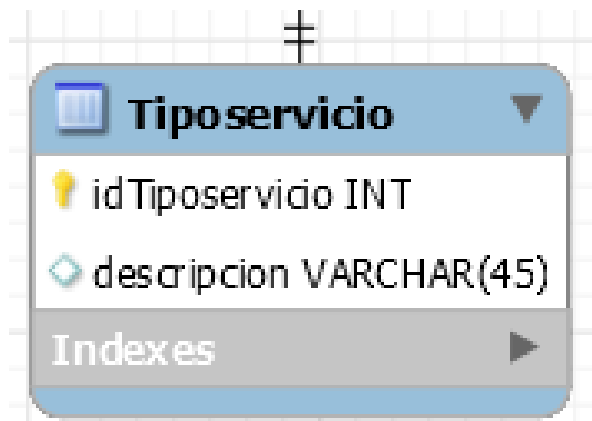 Tiposervicio
idTiposervicio INT
descripcion VARCHAR(45)
Indexes